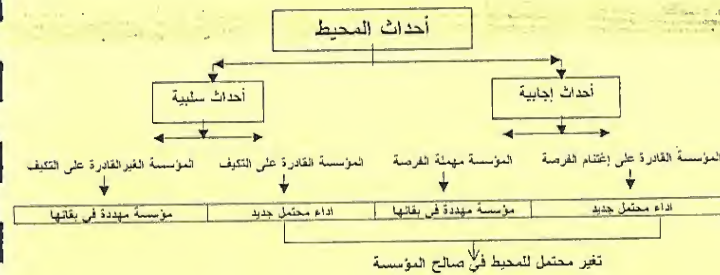 أحداث المحيط
أحداث إجابية
أحداث سلبية
المؤسسة القادرة على إغتنام الفرصة
المؤسسة مهملة الفرصة
المؤسسة القادرة على التكيف
المؤسسة الغيرالقادرة على التكيف
اداء محتمل جديد
مؤسسة مهددة في بقائها
اداء محتمل جديد
مؤسسة مهددة في بقائها
تغير محتمل للمحيط في صالح المؤسسة